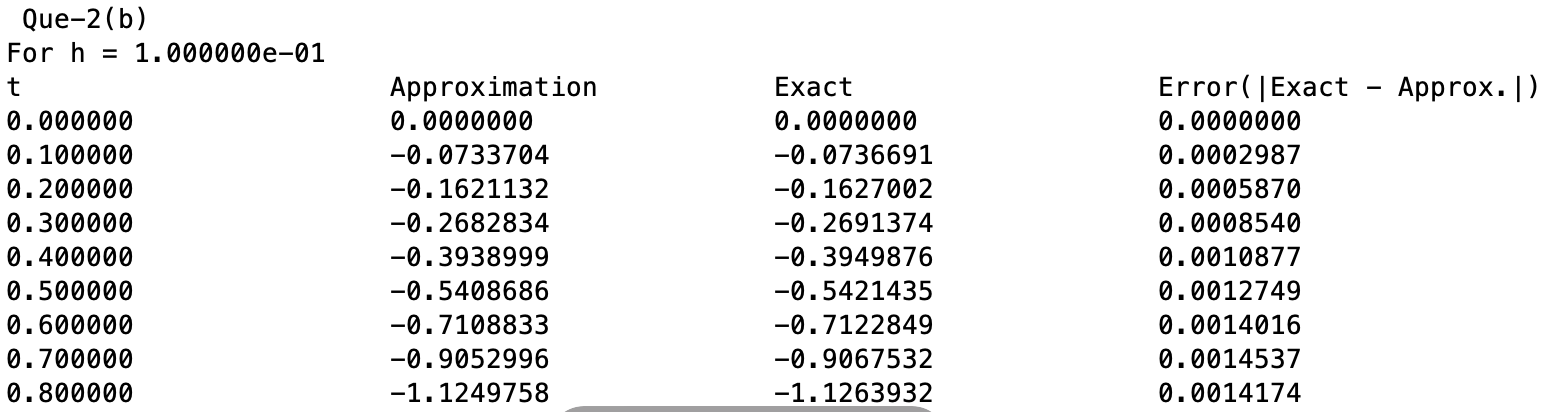 Que-2(b)
For h = 1.000000e-01
t Approximation Exact Error(|Exact - Approx.|)
0.000000 0.0000000 0.0000000 0.0000000
0.100000 -0.0733704 -0.0736691 0.0002987
0.200000 -0.1621132 -0.1627002 0.0005870
0.300000 -0.2682834 -0.2691374 0.0008540
0.400000 -0.3938999 -0.3949876 0.0010877
0.500000 -0.5408686 -0.5421435 0.0012749
0.600000 -0.7108833 -0.7122849 0.0014016
0.700000 -0.9052996 -0.9067532 0.0014537
0.800000 -1.1249758 -1.1263932 0.0014174